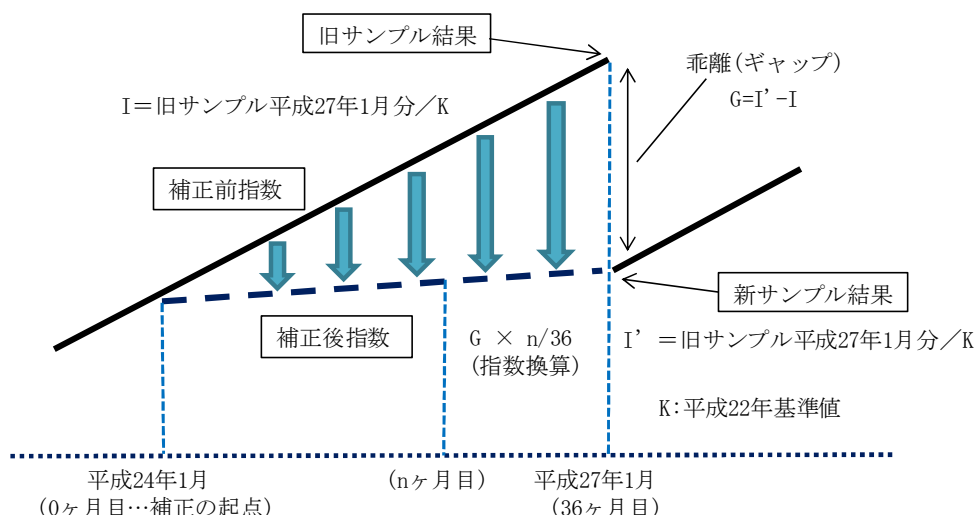 旧サンプル結果
乖離(ギャップ)
G=I'-I
I＝旧サンプル平成27年1月分／K
補正前指数
新サンプル結果
補正後指数
G × n/36
(指数換算)
I' ＝旧サンプル平成27年1月分／K
K:平成22年基準値
平成24年1月
(0ヶ月目…補正の起点)
(nヶ月目)
平成27年1月
(36ヶ月目)